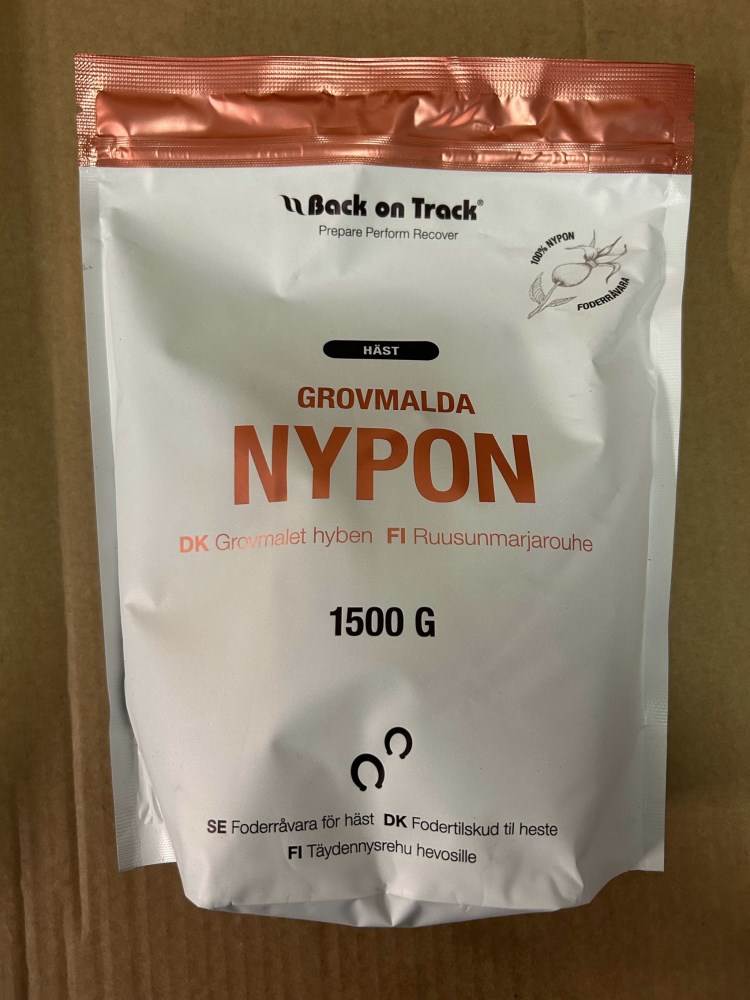 Back on Track®
Prepare Perform Recover
100% NYPON
FODERRÅVARA
HÄST
GROVMALDA
NYPON
DK Grovmalet hyben FI Ruusunmarjarouhe
1500 G
SE Foderråvara för häst DK Fodertilskud til heste
FI Täydennysrehu hevosille